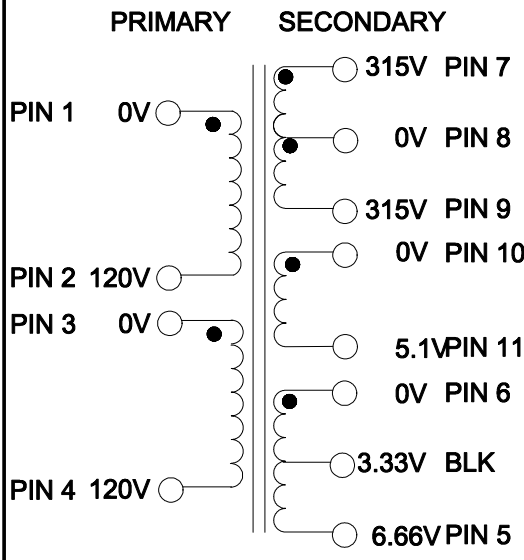 PRIMARY SECONDARY
315V PIN 7
PIN 1 0V
0V PIN 8
315V PIN 9
0V PIN 10
PIN 2 120V
PIN 3 0V
5.1V PIN 11
0V PIN 6
3.33V BLK
PIN 4 120V
6.66V PIN 5